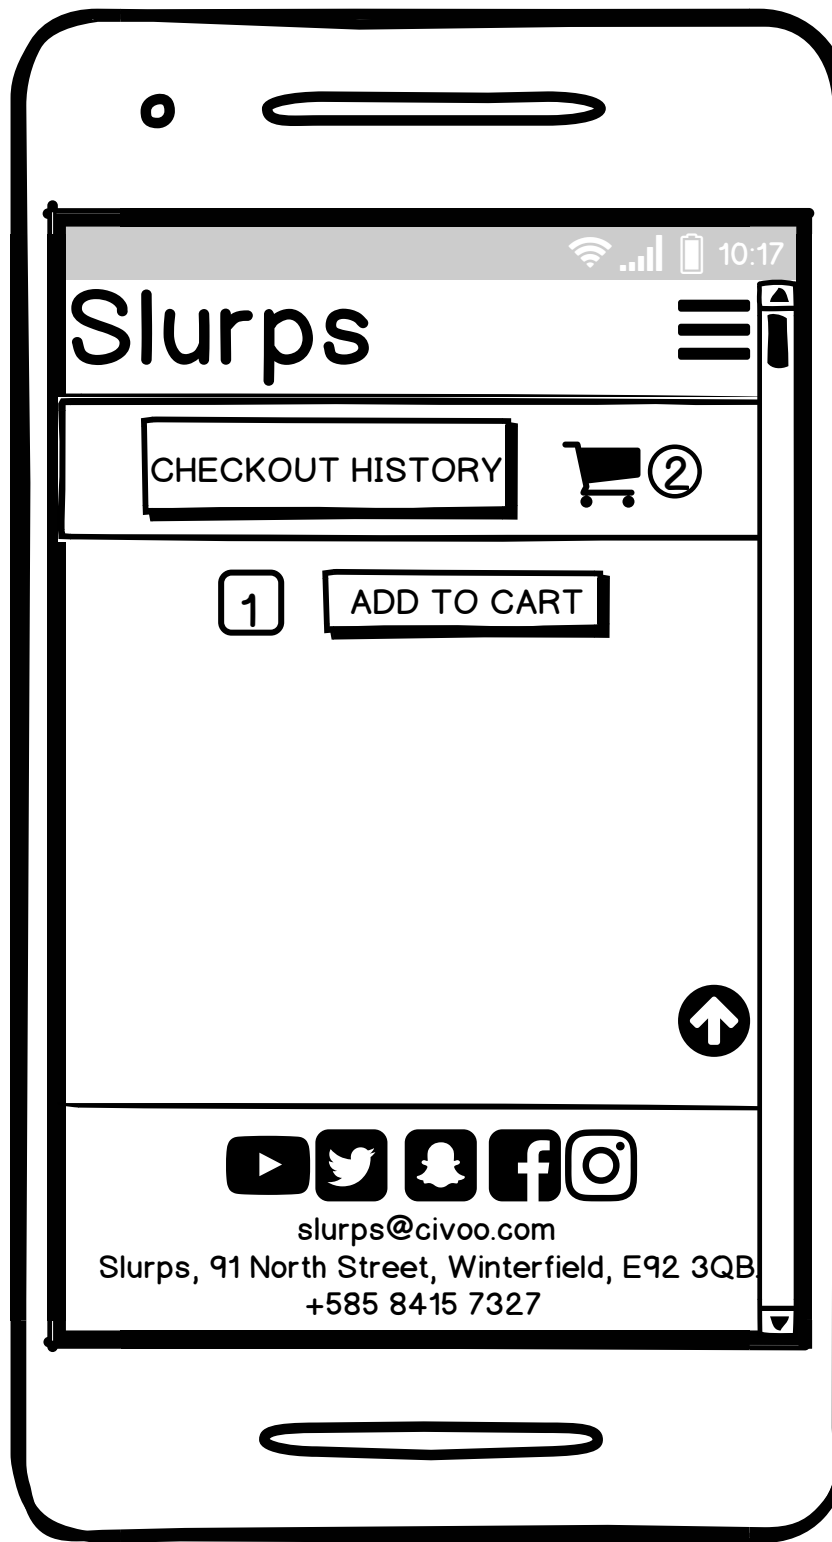 10:17
Slurps
CHECKOUT HISTORY 2
1 ADD TO CART
slurps@civoo.com
Slurps, 91 North Street, Winterfield, E92 3QB.
+585 8415 7327